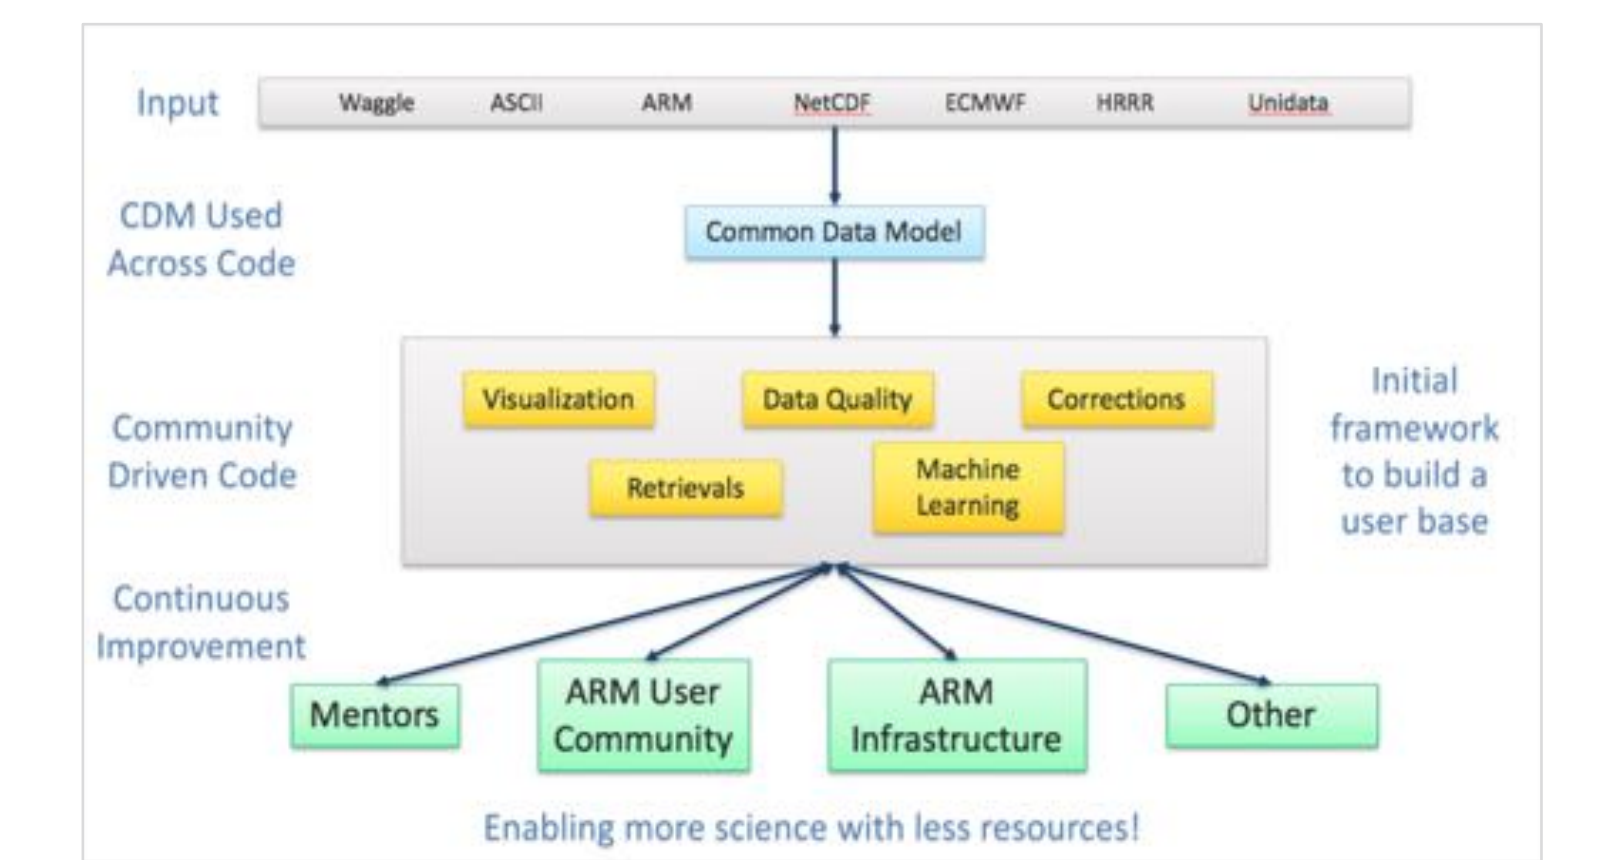 Input
Waggle ASCII ARM NetCDF ECMWF HRRR Unidata
CDM Used
Across Code
Common Data Model
Community
Driven Code
Visualization
Data Quality
Corrections
Retrievals
Machine
Learning
Initial
framework
to build a
user base
Continuous
Improvement
Mentors
ARM User
Community
ARM
Infrastructure
Other
Enabling more science with less resources!